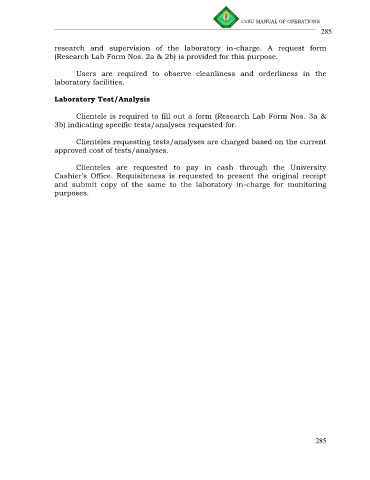 CvSU MANUAL OF OPERATIONS
285
research and supervision of the laboratory in-charge. A request form
(Research Lab Form Nos. 2a & 2b) is provided for this purpose.
Users are required to observe cleanliness and orderliness in the
laboratory facilities.
Laboratory Test/Analysis
Clientele is required to fill out a form (Research Lab Form Nos. 3a &
3b) indicating specific tests/analyses requested for.
Clienteles requesting tests/analyses are charged based on the current
approved cost of tests/analyses.
Clienteles are requested to pay in cash through the University
Cashier's Office. Requisiteness is requested to present the original receipt
and submit copy of the same to the laboratory in-charge for monitoring
purposes.
285